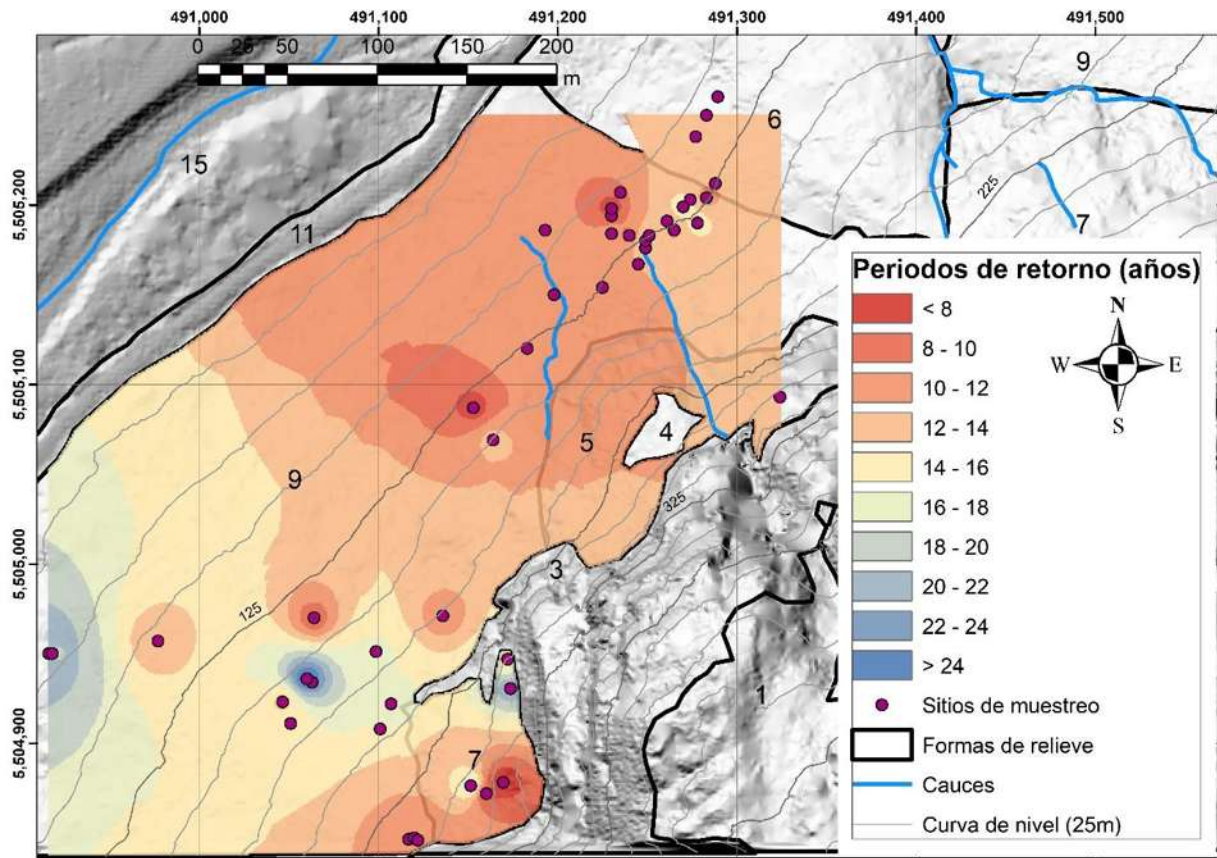 491,000 491,100 491,200 491,300 491,400 491,500
0 25 50 100 150 200
m
5,505,200
5,505,100
5,505,000
5,504,900
15
11
6
9
7
225
9
5
4
325
3
125
7
1
Periodos de retorno (años)
< 8
8 - 10
10 - 12
12 - 14
14 - 16
16 - 18
18 - 20
20 - 22
22 - 24
> 24
Sitios de muestreo
Formas de relieve
Cauces
Curva de nivel (25m)
N
W E
S